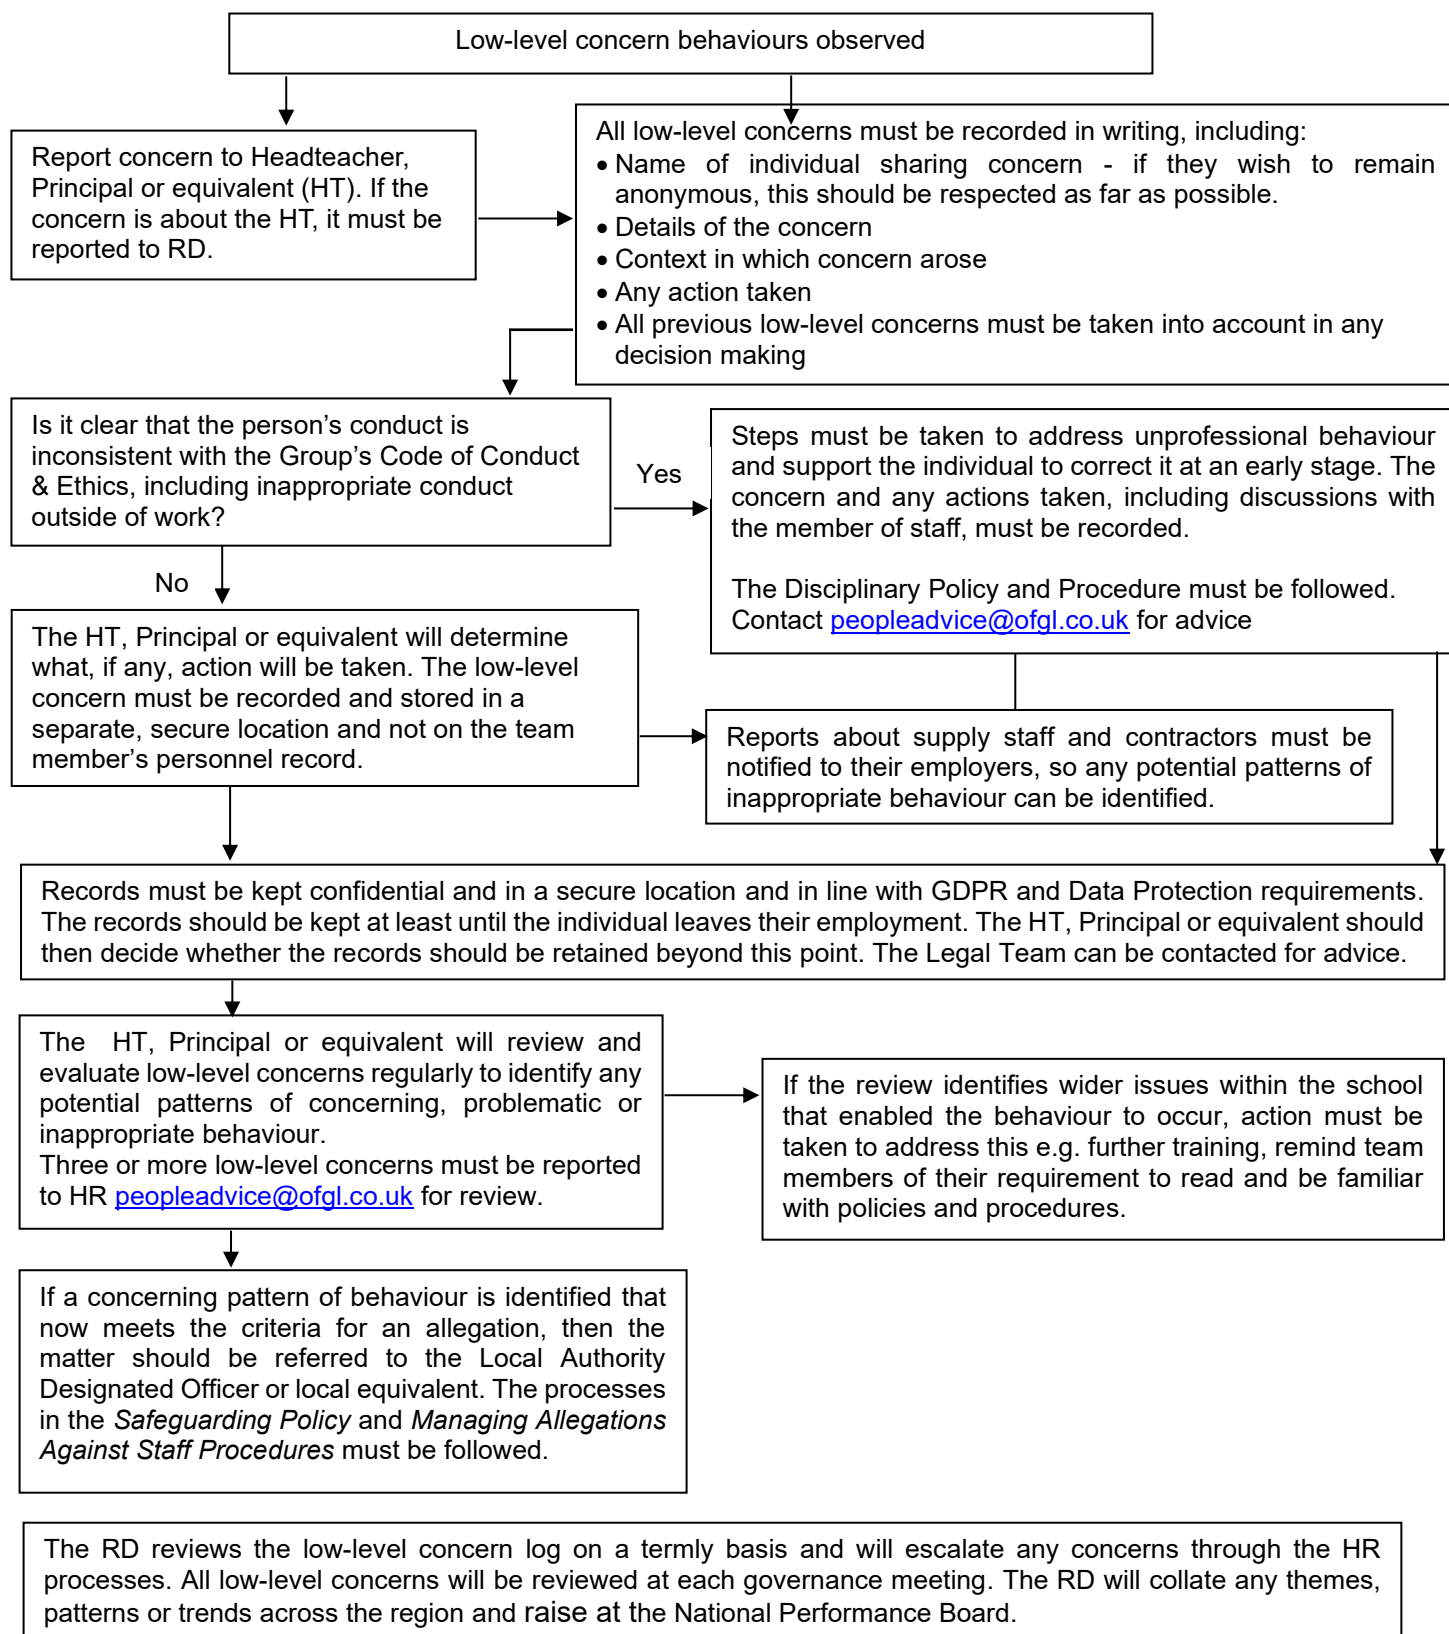 Low-level concern behaviours observed
Report concern to Headteacher,
Principal or equivalent (HT). If the
concern is about the HT, it must be
reported to RD.
All low-level concerns must be recorded in writing, including:
• Name of individual sharing concern - if they wish to remain
anonymous, this should be respected as far as possible.
• Details of the concern
• Context in which concern arose
• Any action taken
• All previous low-level concerns must be taken into account in any
decision making
Is it clear that the person’s conduct is
inconsistent with the Group’s Code of Conduct
& Ethics, including inappropriate conduct
outside of work?
Yes
Steps must be taken to address unprofessional behaviour
and support the individual to correct it at an early stage. The
concern and any actions taken, including discussions with
the member of staff, must be recorded.
The Disciplinary Policy and Procedure must be followed.
Contact peopleadvice@ofgl.co.uk for advice
No
The HT, Principal or equivalent will determine
what, if any, action will be taken. The low-level
concern must be recorded and stored in a
separate, secure location and not on the team
member’s personnel record.
Reports about supply staff and contractors must be
notified to their employers, so any potential patterns of
inappropriate behaviour can be identified.
Records must be kept confidential and in a secure location and in line with GDPR and Data Protection requirements.
The records should be kept at least until the individual leaves their employment. The HT, Principal or equivalent should
then decide whether the records should be retained beyond this point. The Legal Team can be contacted for advice.
The HT, Principal or equivalent will review and
evaluate low-level concerns regularly to identify any
potential patterns of concerning, problematic or
inappropriate behaviour.
Three or more low-level concerns must be reported
to HR peopleadvice@ofgl.co.uk for review.
If the review identifies wider issues within the school
that enabled the behaviour to occur, action must be
taken to address this e.g. further training, remind team
members of their requirement to read and be familiar
with policies and procedures.
If a concerning pattern of behaviour is identified that
now meets the criteria for an allegation, then the
matter should be referred to the Local Authority
Designated Officer or local equivalent. The processes
in the Safeguarding Policy and Managing Allegations
Against Staff Procedures must be followed.
The RD reviews the low-level concern log on a termly basis and will escalate any concerns through the HR
processes. All low-level concerns will be reviewed at each governance meeting. The RD will collate any themes,
patterns or trends across the region and raise at the National Performance Board.